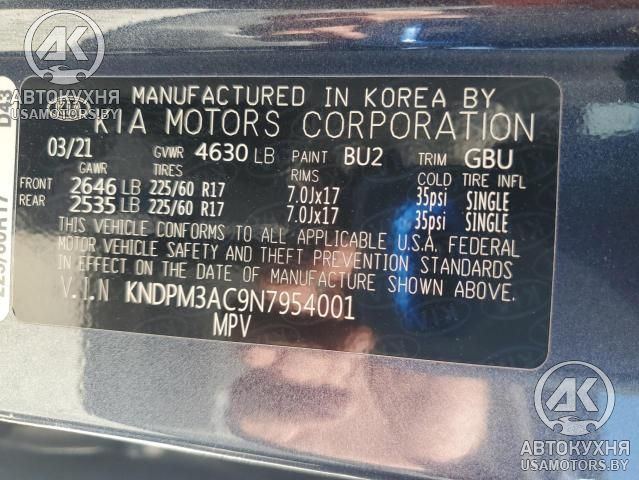 MANUFACTURED IN KOREA BY
KIA MOTORS CORPORATION
03/21 GVWR 4630 LB PAINT BU2 TRIM GBU
GAWR TIRES RIMS COLD TIRE INFL
FRONT 2646 LB 225/60 R17 7.0Jx17 35psi SINGLE
REAR 2535 LB 225/60 R17 7.0Jx17 35psi SINGLE
THIS VEHICLE CONFORMS TO ALL APPLICABLE U.S.A. FEDERAL
MOTOR VEHICLE SAFETY AND THEFT PREVENTION STANDARDS
IN EFFECT ON THE DATE OF MANUFACTURE SHOWN ABOVE.
V.I.N KNDPM3AC9N7954001
MPV
АК
АВТОКУХНЯ
USAMOTORS.BY
АК
АВТОКУХНЯ
USAMOTORS.BY